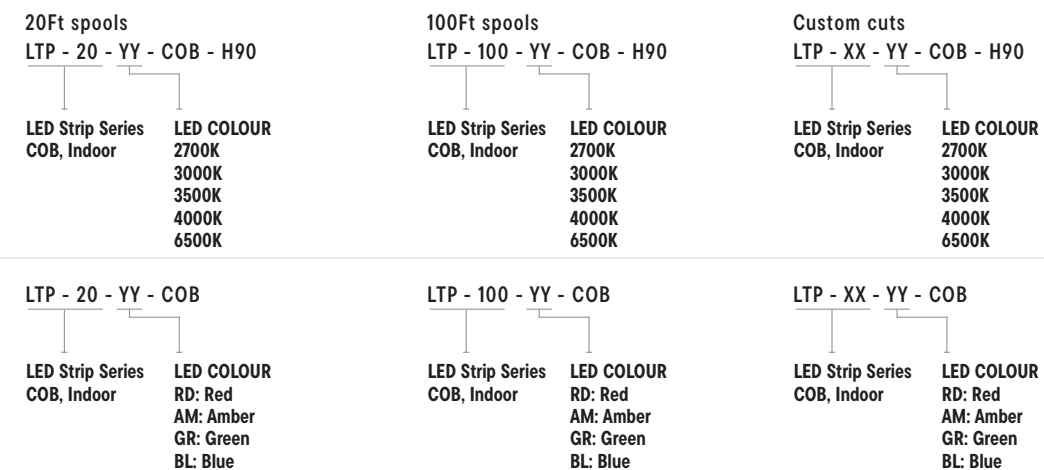 20Ft spools
LTP - 20 - YY - COB - H90
LED Strip Series
COB, Indoor
LED COLOUR
2700K
3000K
3500K
4000K
6500K
100Ft spools
LTP - 100 - YY - COB - H90
LED Strip Series
COB, Indoor
LED COLOUR
2700K
3000K
3500K
4000K
6500K
Custom cuts
LTP - XX - YY - COB - H90
LED Strip Series
COB, Indoor
LED COLOUR
2700K
3000K
3500K
4000K
6500K
LTP - 20 - YY - COB
LED Strip Series
COB, Indoor
LED COLOUR
RD: Red
AM: Amber
GR: Green
BL: Blue
LTP - 100 - YY - COB
LED Strip Series
COB, Indoor
LED COLOUR
RD: Red
AM: Amber
GR: Green
BL: Blue
LTP - XX - YY - COB
LED Strip Series
COB, Indoor
LED COLOUR
RD: Red
AM: Amber
GR: Green
BL: Blue